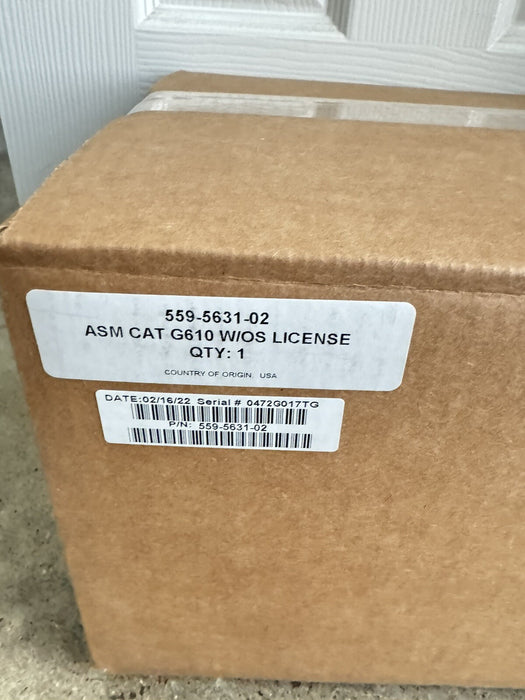 559-5631-02
ASM CAT G610 W/OS LICENSE
QTY: 1
COUNTRY OF ORIGIN: USA
DATE:02/16/22 Serial # 0472G017TG
P/N: 559-5631-02